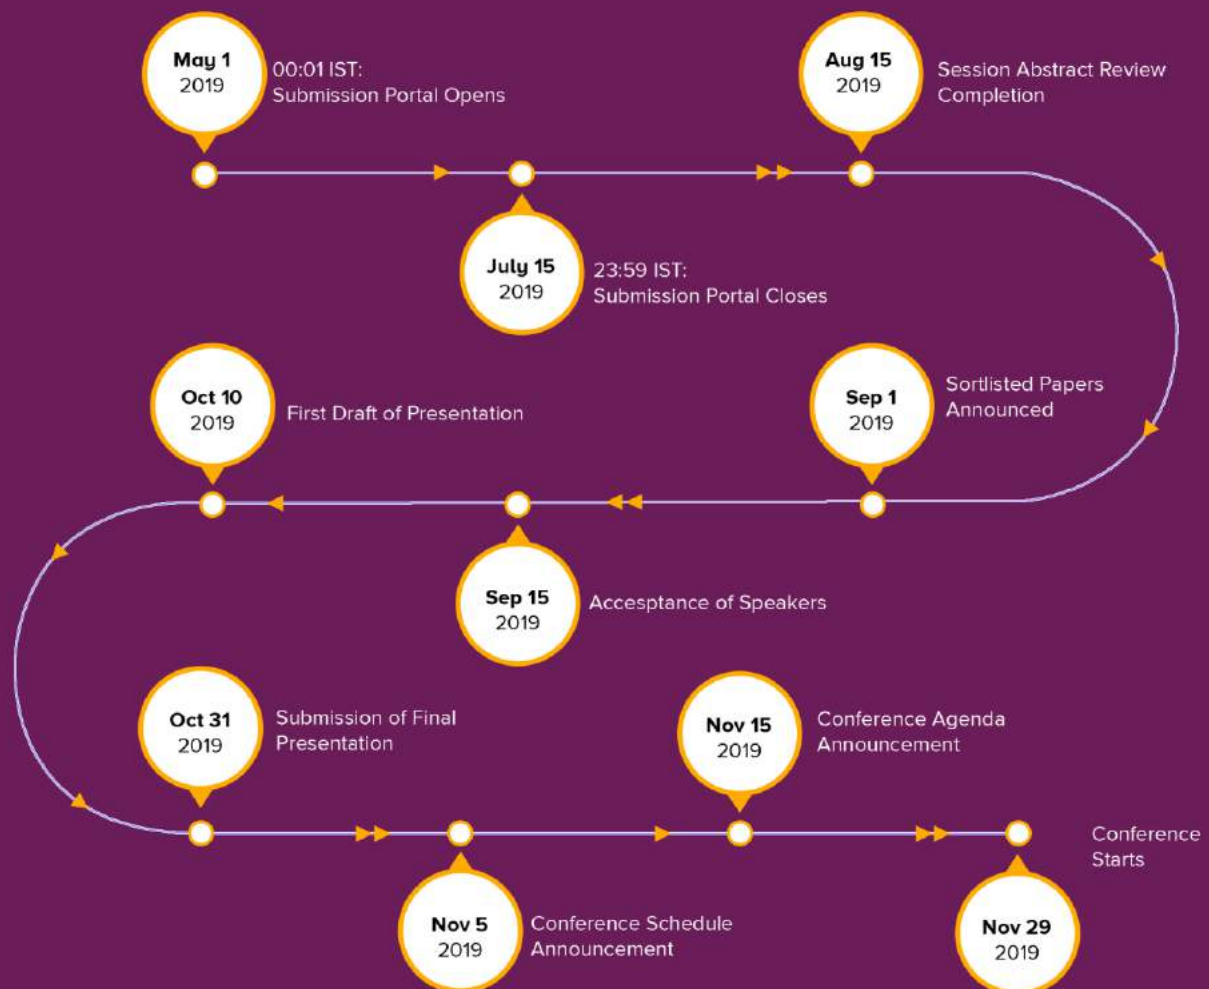 May 1
2019
00:01 IST:
Submission Portal Opens
July 15
2019
23:59 IST:
Submission Portal Closes
Aug 15
2019
Session Abstract Review
Completion
Sep 1
2019
Sortlisted Papers
Announced
Sep 15
2019
Accesptance of Speakers
Oct 10
2019
First Draft of Presentation
Oct 31
2019
Submission of Final
Presentation
Nov 5
2019
Conference Schedule
Announcement
Nov 15
2019
Conference Agenda
Announcement
Nov 29
2019
Conference
Starts